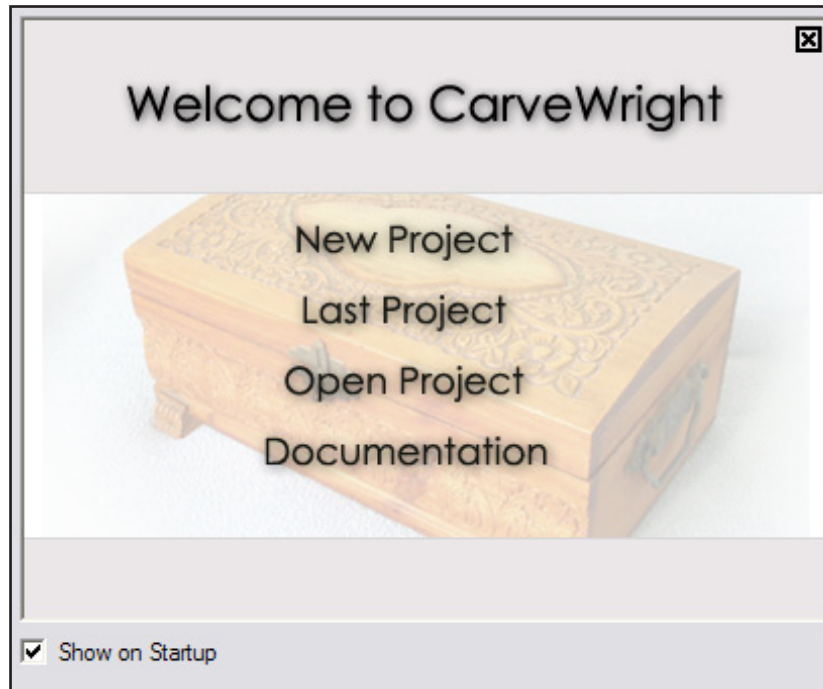 Welcome to CarveWright
New Project
Last Project
Open Project
Documentation
Show on Startup